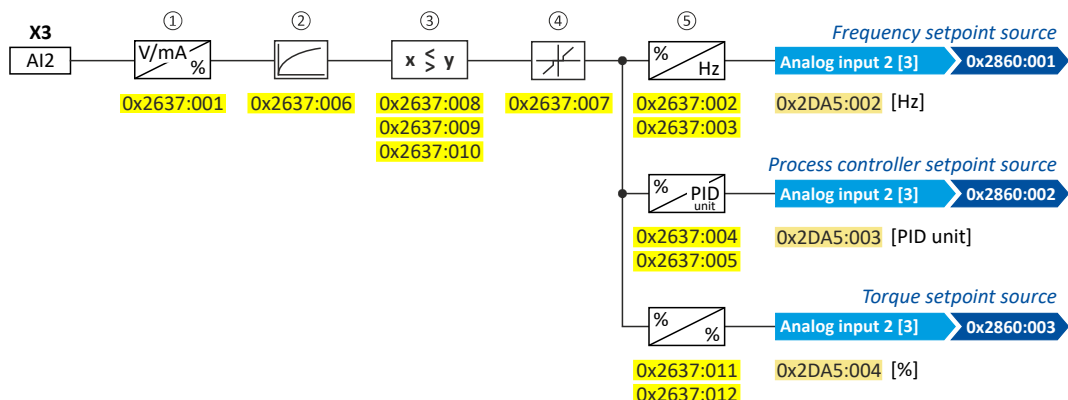 ① ② ③ ④ ⑤
X3
AI2
V/mA
%
x ≤ > y
%
Hz
Frequency setpoint source
Analog input 2 [3] 0x2860:001
0x2637:001 0x2637:006 0x2637:008 0x2637:007 0x2637:002 0x2DA5:002 [Hz]
0x2637:009 0x2637:003
0x2637:010
Process controller setpoint source
%
PID
unit
Analog input 2 [3] 0x2860:002
0x2637:004 0x2DA5:003 [PID unit]
0x2637:005
Torque setpoint source
%
%
Analog input 2 [3] 0x2860:003
0x2637:011 0x2DA5:004 [%]
0x2637:012